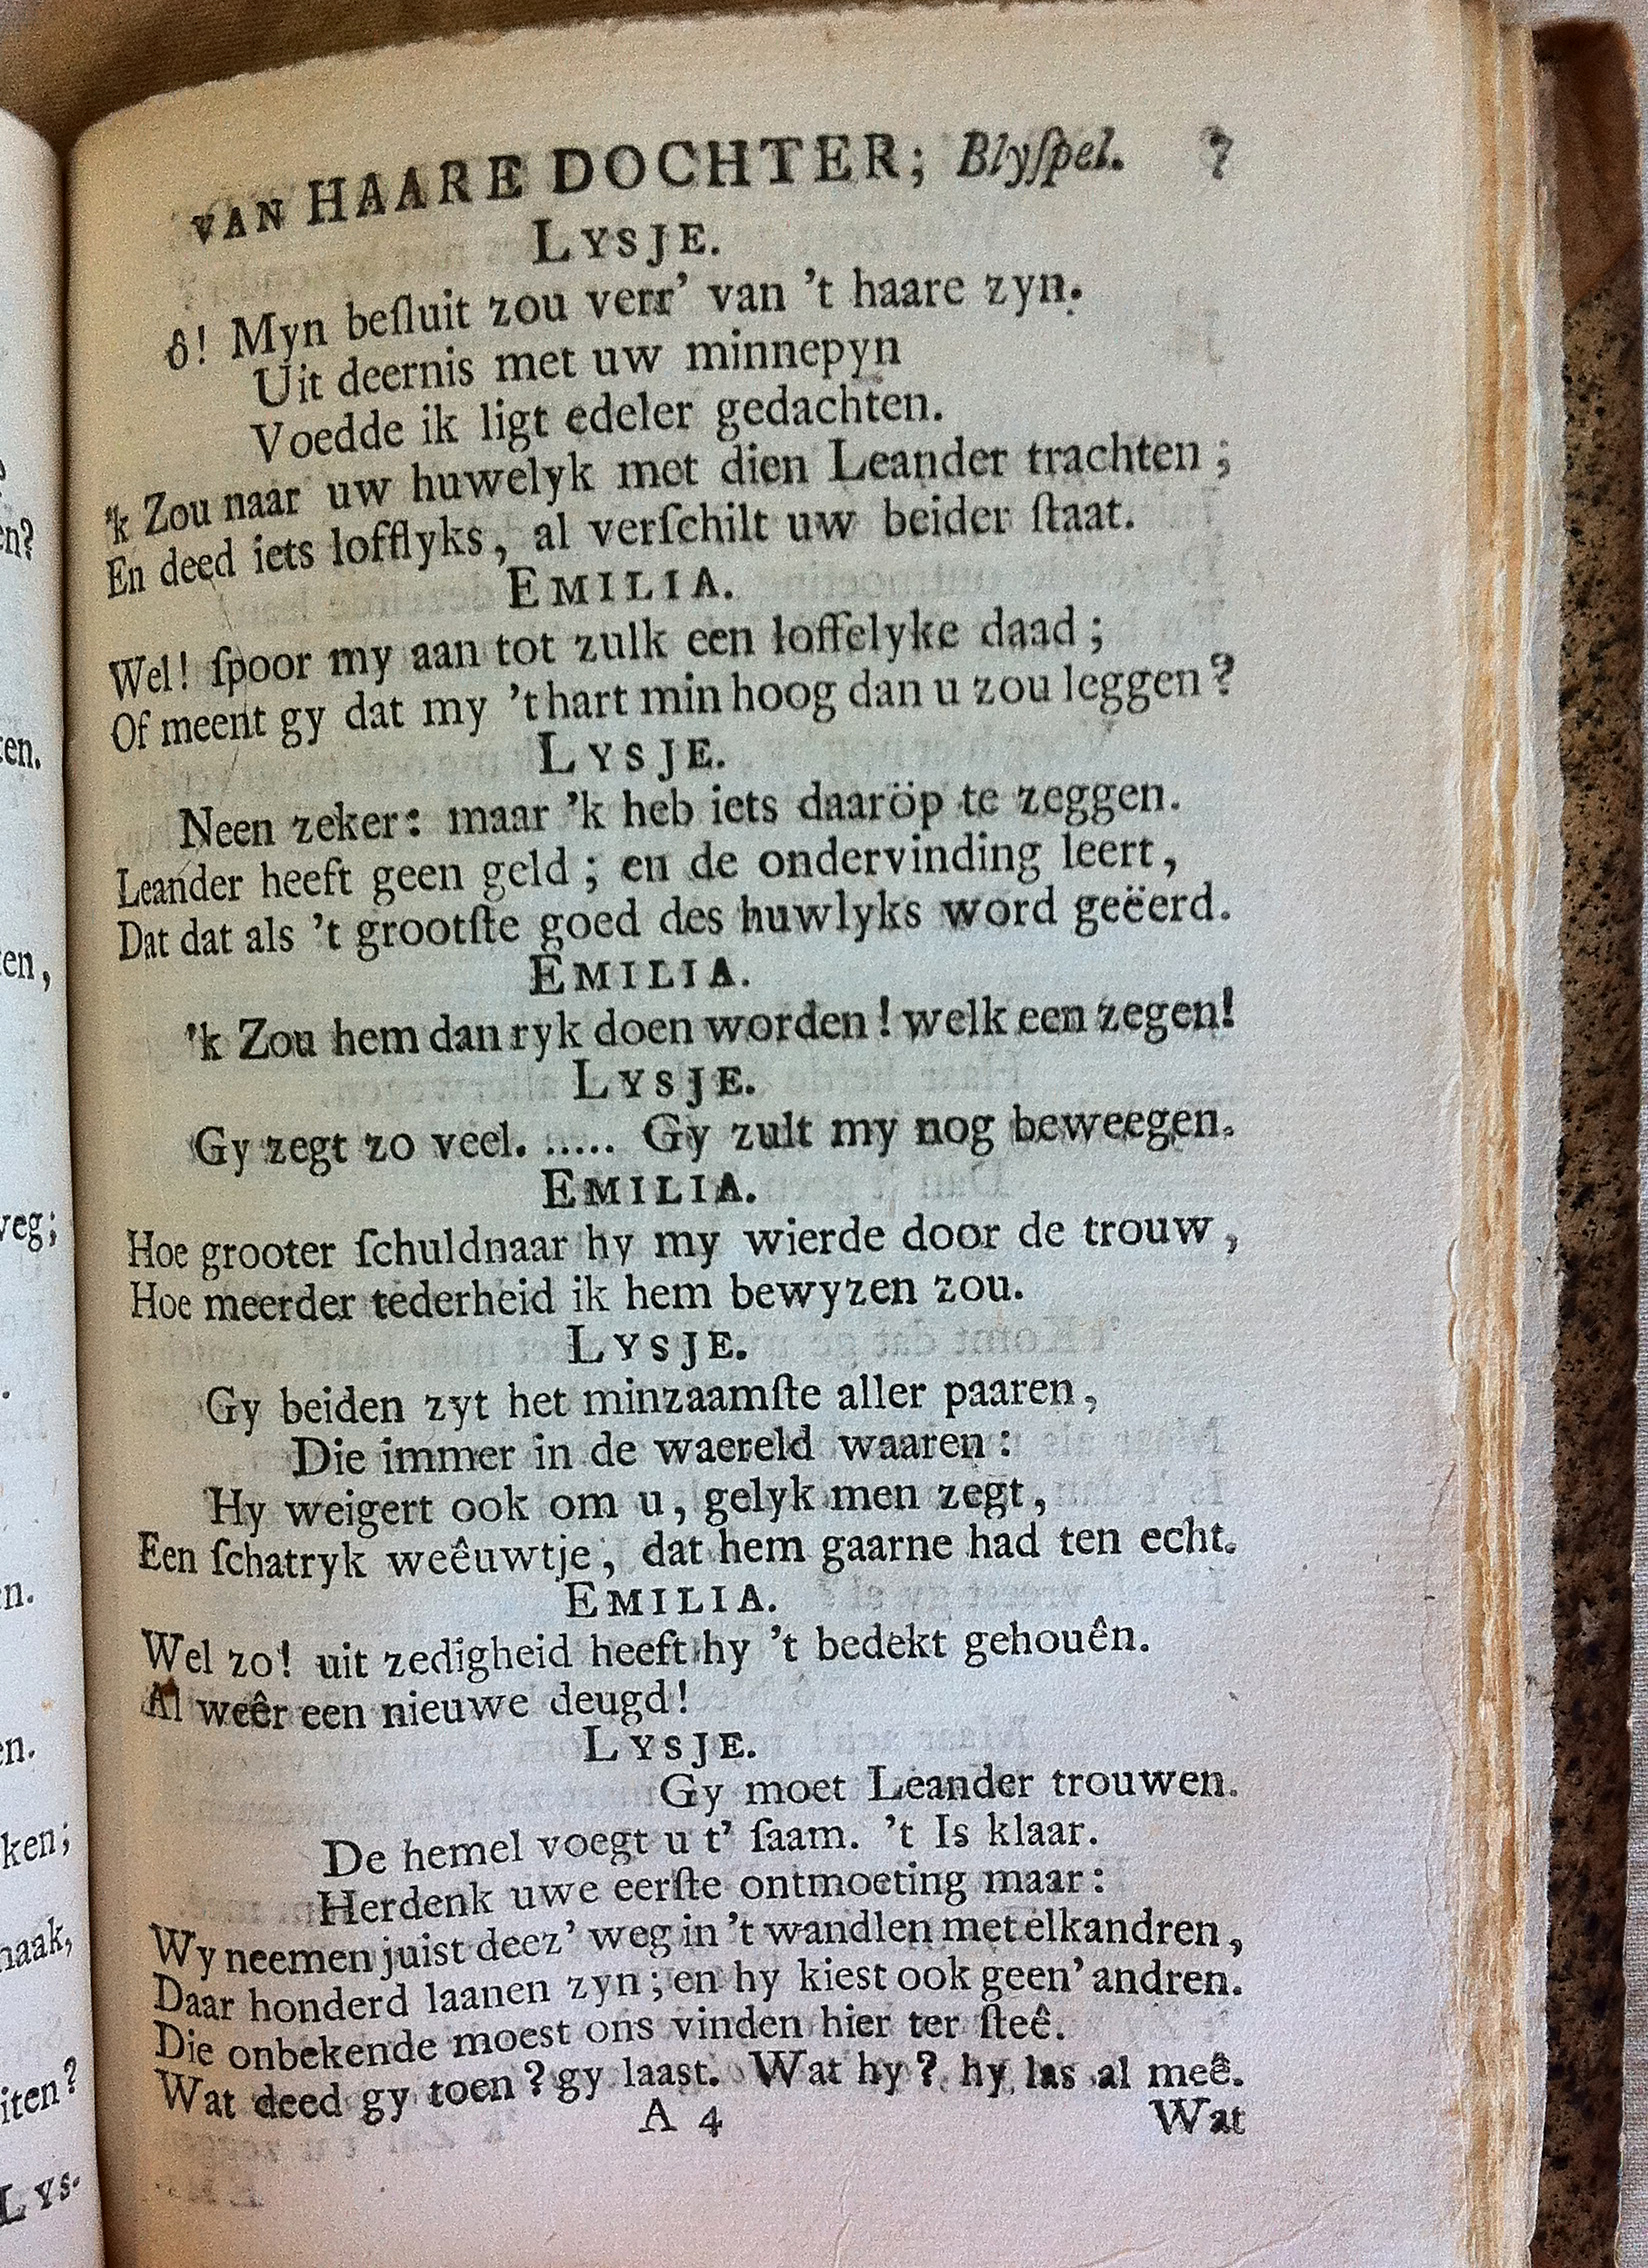 VAN HAARE DOCHTER; Blyſpel. 7
LYSJE.
ô! Myn beſluit zou verr' van 't haare zyn.
Uit deernis met uw minnepyn
Voedde ik ligt edeler gedachten.
'k Zou naar uw huwelyk met dien Leander trachten;
En deed iets lofflyks, al verſchilt uw beider ſtaat.
EMILIA.
Wel! ſpoor my aan tot zulk een loffelyke daad;
Of meent gy dat my 't hart min hoog dan u zou leggen?
LYSJE.
Neen zeker: maar 'k heb iets daaröp te zeggen.
Leander heeft geen geld; en de ondervinding leert,
Dat dat als 't grootſte goed des huwlyks word geëerd.
EMILIA.
'k Zou hem dan ryk doen worden! welk een zegen!
LYSJE.
Gy zegt zo veel. ..... Gy zult my nog beweegen.
EMILIA.
Hoe grooter ſchuldnaar hy my wierde door de trouw,
Hoe meerder tederheid ik hem bewyzen zou.
LYSJE.
Gy beiden zyt het minzaamſte aller paaren,
Die immer in de waereld waaren:
Hy weigert ook om u, gelyk men zegt,
Een ſchatryk weêuwtje, dat hem gaarne had ten echt.
EMILIA.
Wel zo! uit zedigheid heeft hy 't bedekt gehouên.
Al weêr een nieuwe deugd!
LYSJE.
Gy moet Leander trouwen.
De hemel voegt u t' ſaam. 't Is klaar.
Herdenk uwe eerſte ontmoeting maar:
Wy neemen juist deez' weg in 't wandlen met elkandren,
Daar honderd laanen zyn; en hy kiest ook geen' andren.
Die onbekende moest ons vinden hier ter ſteê.
Wat deed gy toen? gy laast. Wat hy? hy las al meê.
A 4 Wat
en?
ten.
ten,
veg;
n.
en.
ken;
naak,
iten?
LYS-